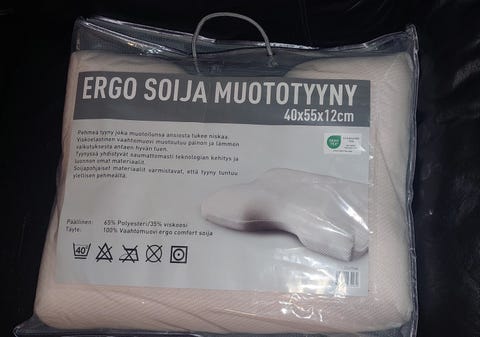 ERGO SOIJA MUOTOTYYNY
40x55x12cm
Pehmeä tyyny joka muotoilunsa ansiosta tukee niskaa.
Viskoelastinen vaahtomuovi muotoutuu painon ja lämmön
vaikutuksesta antaen hyvän tuen.
Tyynyssä yhdistyvät saumattomasti teknologian kehitys ja
luonnon omat materiaalit.
Soijapohjaiset materiaalit varmistavat, että tyyny tuntuu
ylellisen pehmeältä.
Päällinen: 65% Polyesteri/35% viskoosi
Täyte: 100% Vaahtomuovi ergo comfort soija
40°